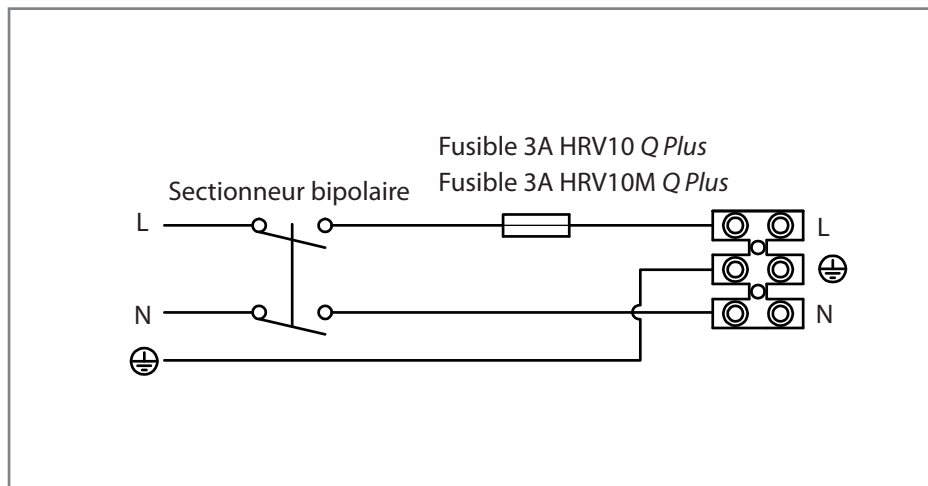 Fusible 3A HRV10 Q Plus
Fusible 3A HRV10M Q Plus
Sectionneur bipolaire
L
L
N
N